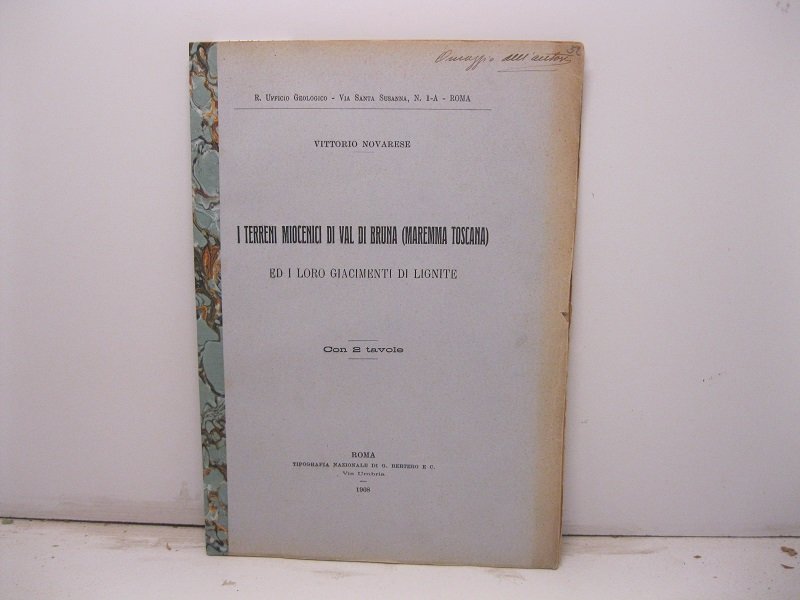 52
Omaggio dell'autore
R. Ufficio Geologico - Via Santa Susanna, N. 1-A - ROMA
VITTORIO NOVARESE
I TERRENI MIOCENICI DI VAL DI BRUNA (MAREMMA TOSCANA)
ED I LORO GIACIMENTI DI LIGNITE
Con 2 tavole
ROMA
TIPOGRAFIA NAZIONALE DI G. BERTERO E C.
Via Umbria
1908